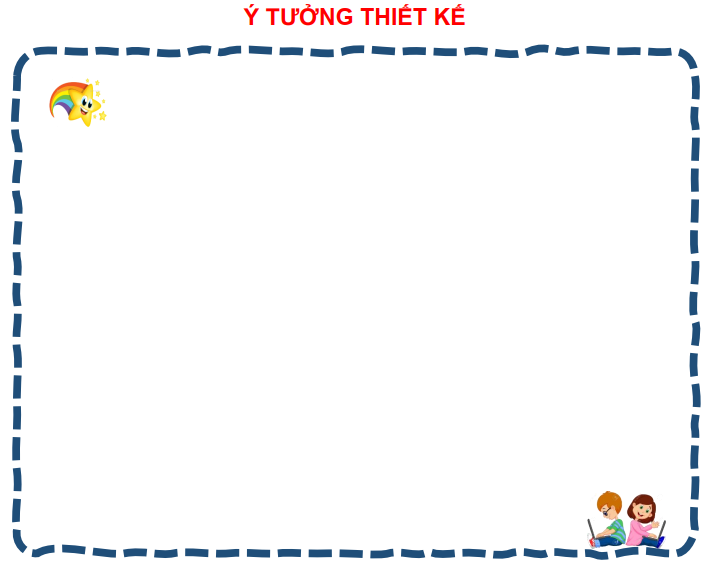 Ý TƯỞNG THIẾT KẾ